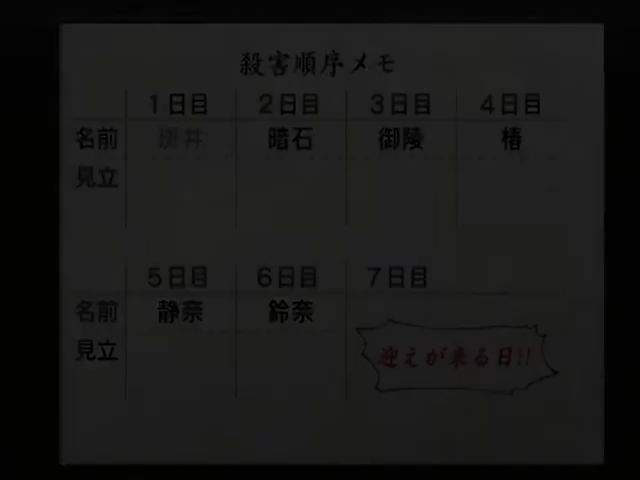 殺害順序メモ
1日目 2日目 3日目 4日目
名前 斑井 暗石 御陵 椿
見立
5日目 6日目 7日目
名前 静奈 鈴奈
見立
迎えが来る日!!